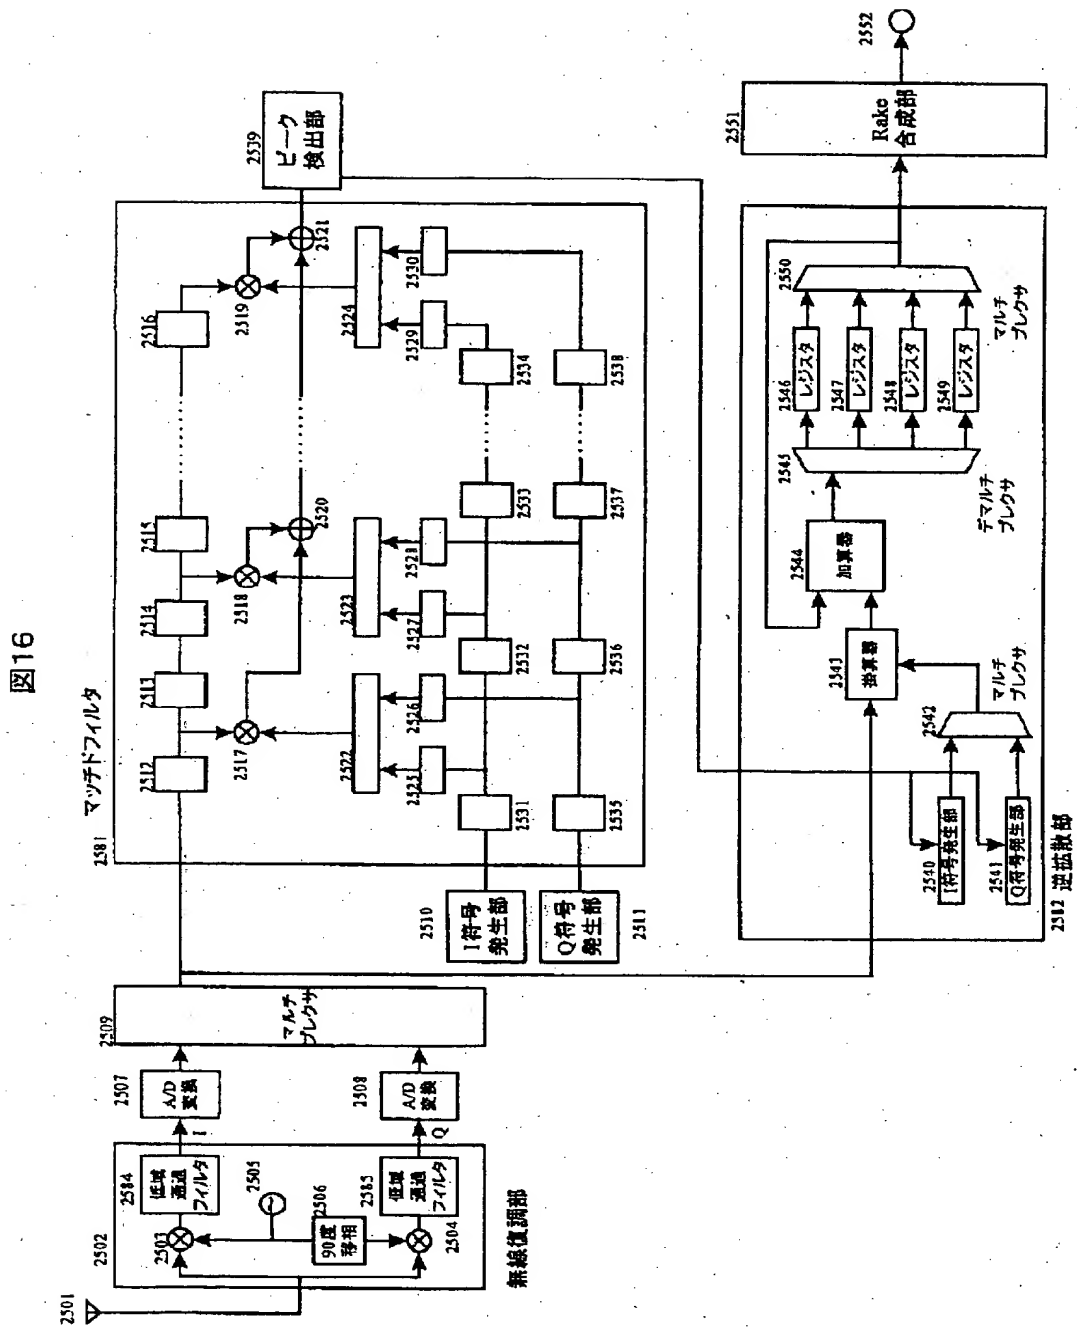 図16
2501
2502
2503
2584
低域
通過
フィルタ
2505
2506
90度
移相
2585
低域
通過
フィルタ
2504
無線復調部
I
Q
2507
A/D
変換
2508
A/D
変換
2509
マルチ
プレクサ
2581
マッチドフィルタ
2510
I符号
発生部
Q符号
発生部
2511
2512
2513
2514
2515
2516
2517
2518
2519
2520
2521
2522
2523
2524
2525
2526
2527
2528
2529
2530
2531
2532
2533
2534
2535
2536
2537
2538
2539
ピーク
検出部
2540
I符号発生部
2541
Q符号発生部
2582 逆拡散部
2542
マルチ
プレクサ
2543
掛算器
2544
加算器
2545
デマルチ
プレクサ
2546
レジスタ
2547
レジスタ
2548
レジスタ
2549
レジスタ
2550
マルチ
プレクサ
2551
Rake
合成部
2552